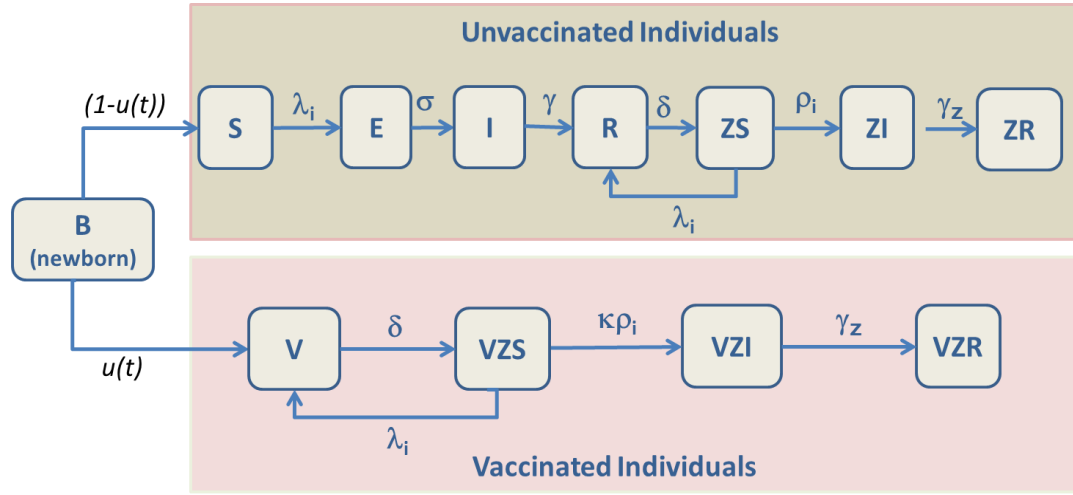 Unvaccinated Individuals
(1-u(t))
S
λi
E
σ
I
γ
R
δ
ZS
ρi
ZI
γz
ZR
λi
B
(newborn)
u(t)
V
δ
VZS
κρi
VZI
γz
VZR
λi
Vaccinated Individuals